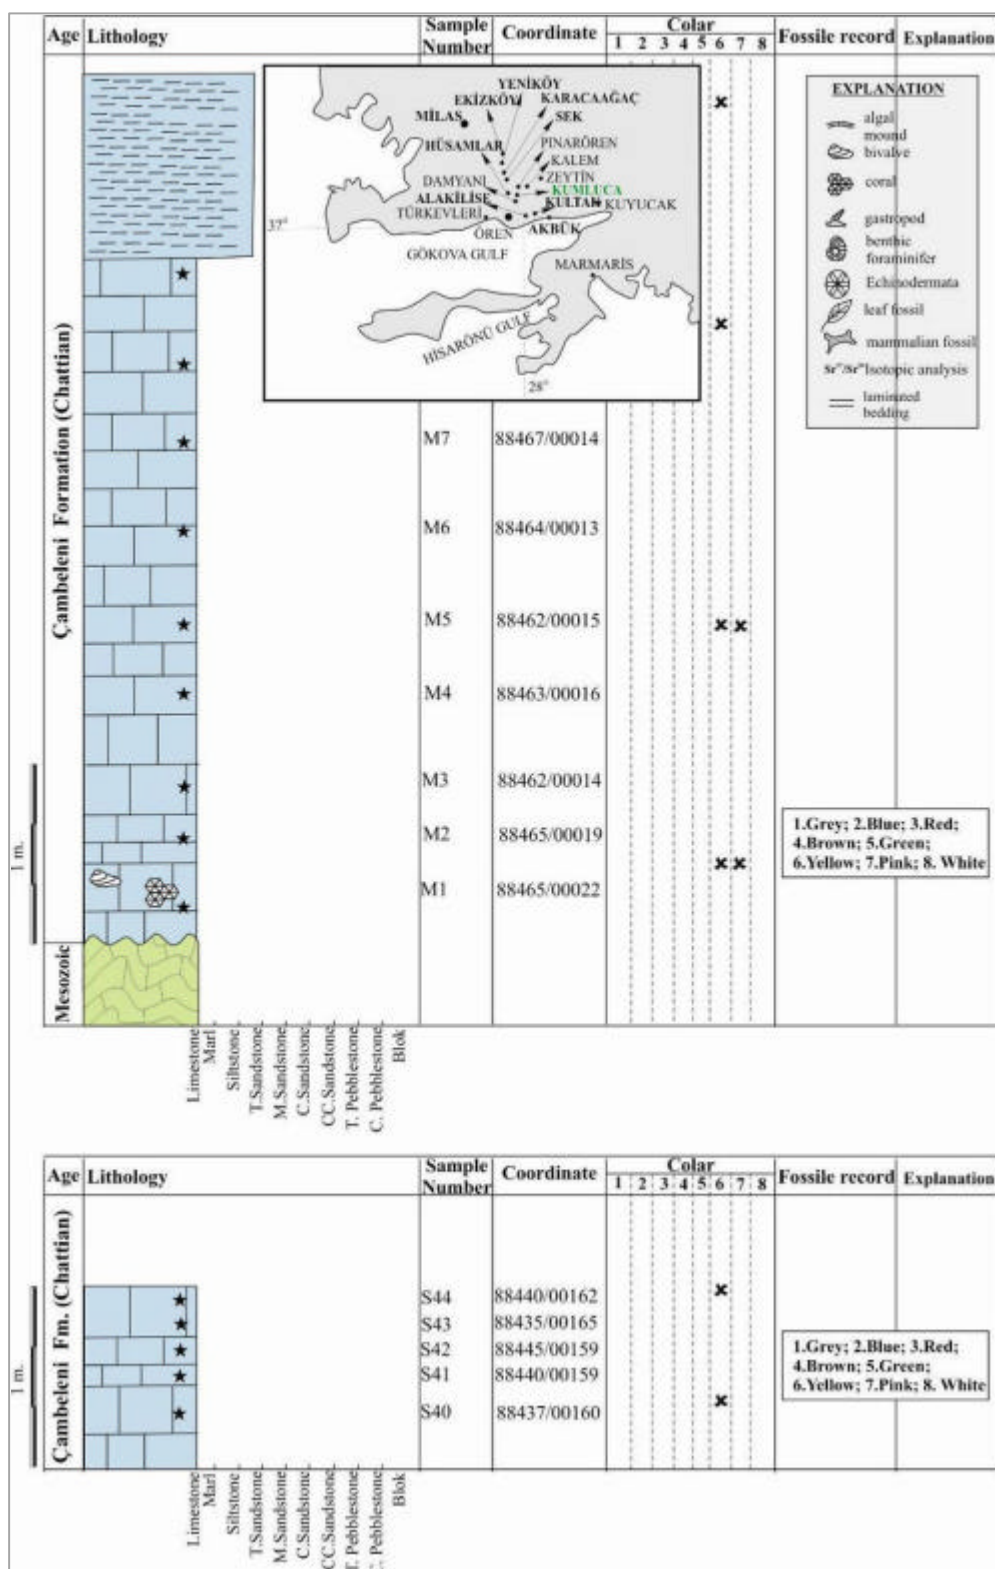 Age Lithology Sample Number Coordinate Colar Fossile record Explanation
1 2 3 4 5 6 7 8
Çambeleni Formation (Chattian)
Mesozoic
1 m.
YENİKÖY
EKİZKÖY
KARACAAĞAÇ
MİLAS
SEK
HÜSAMLAR
PINARÖREN
KALEM
DAMYANI
ZEYTİN
KUMLUCA
ALAKİLİSE
KULTAK
KUYUCAK
TÜRKEVLERİ
37°
ÖREN
AKBÜK
GÖKOVA GULF
MARMARİS
HİSARÖNÜ GULF
28°
EXPLANATION
algal
mound
bivalve
coral
gastropod
benthic
foraminifer
Echinodermata
leaf fossil
mammalian fossil
Isotopic analysis
laminated
bedding
M7 88467/00014
M6 88464/00013
M5 88462/00015
M4 88463/00016
M3 88462/00014
M2 88465/00019
M1 88465/00022
1.Grey; 2.Blue; 3.Red;
4.Brown; 5.Green;
6.Yellow; 7.Pink; 8. White
Limestone
Marl
Siltstone
T.Sandstone
M.Sandstone
C.Sandstone
CC.Sandstone
T. Pebblestone
C. Pebblestone
Blok
Age Lithology Sample Number Coordinate Colar Fossile record Explanation
1 2 3 4 5 6 7 8
Çambeleni Fm. (Chattian)
1 m.
S44 88440/00162
S43 88435/00165
S42 88445/00159
S41 88440/00159
S40 88437/00160
1.Grey; 2.Blue; 3.Red;
4.Brown; 5.Green;
6.Yellow; 7.Pink; 8. White
Limestone
Marl
Siltstone
T.Sandstone
M.Sandstone
C.Sandstone
CC.Sandstone
T. Pebblestone
Pebblestone
Blok